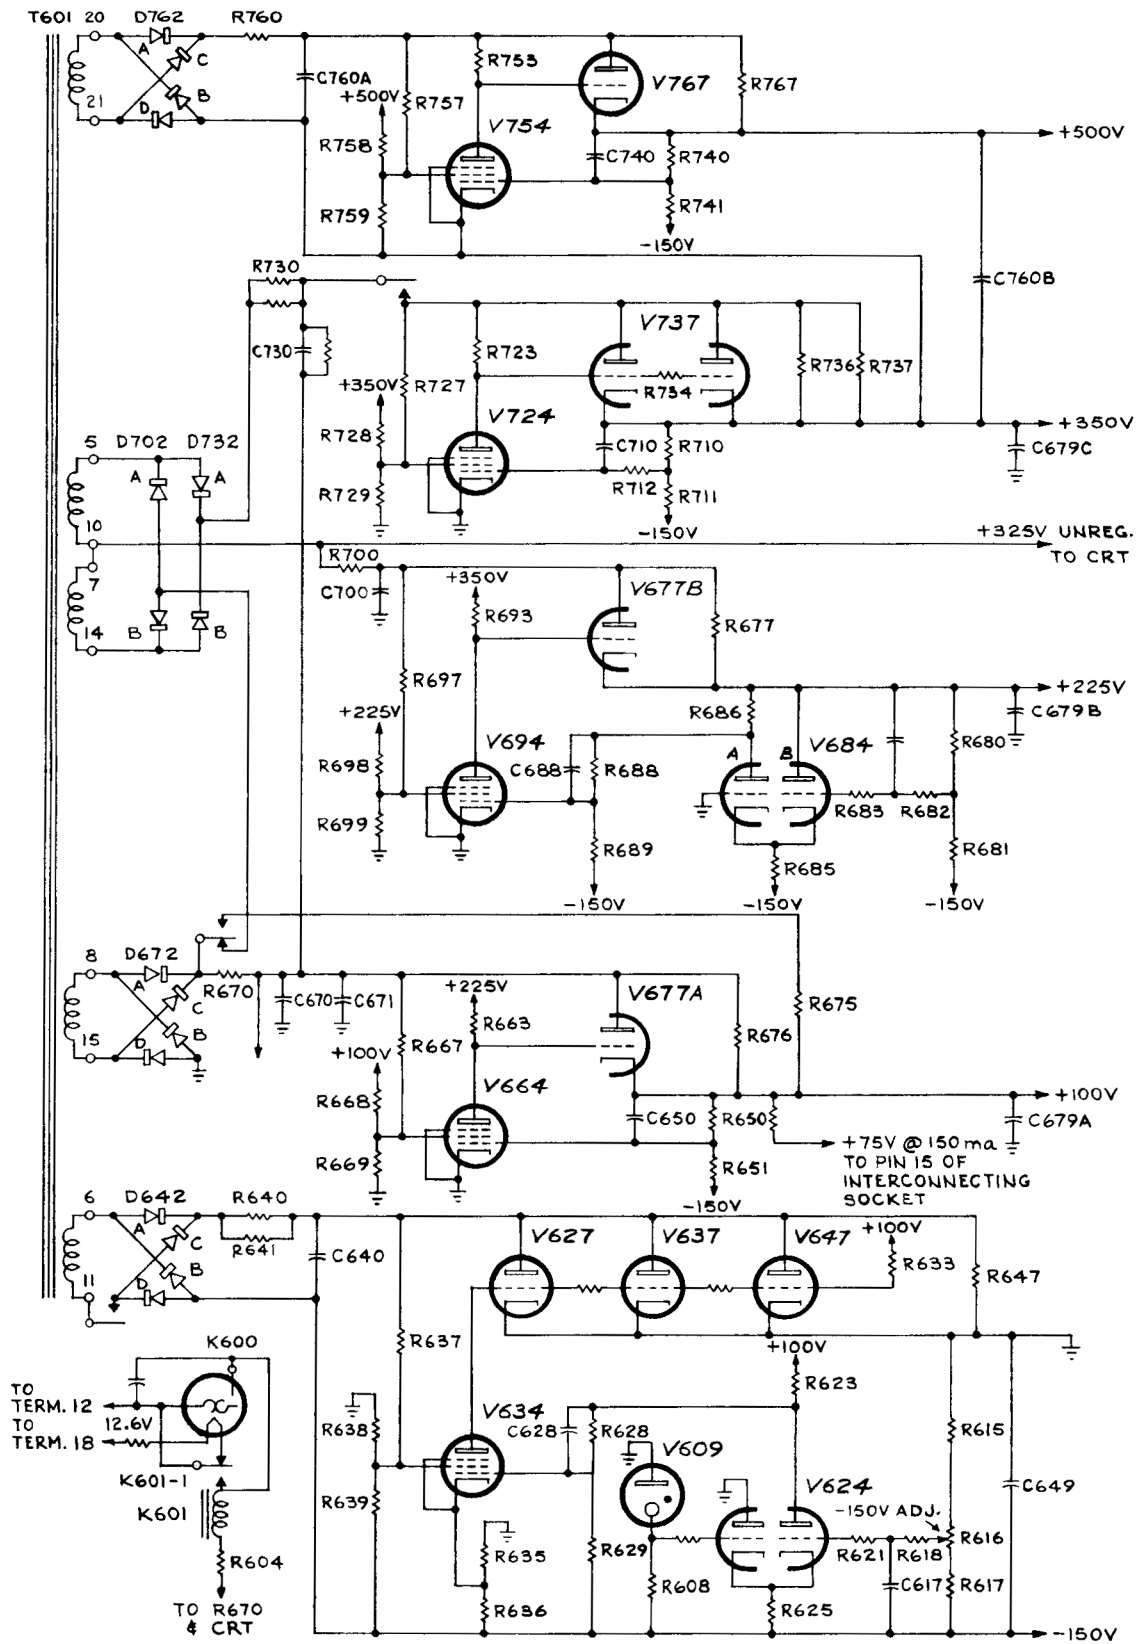 T601 20 D762 R760
A
C
C760A
R753
V767
R767
+500V
R757
21
D
B
V754
+500V
R758
C740
R740
R759
R741
-150V
R730
C760B
V737
C730
R723
R736
R737
+350V
R727
R734
V724
+350V
5 D702 D732
R728
C710
R710
C679C
A
A
R729
R712
R711
-150V
10
+325V UNREG.
TO CRT
7
R700
+350V
V677B
C700
R693
R677
14
B
B
R697
+225V
+225V
R686
C679B
V694
A
B
V684
R680
R698
C688
R688
R683
R682
R699
R689
R685
R681
-150V
-150V
-150V
8 D672
A
C
R670
C670
C671
+225V
V677A
R675
R663
R676
B
15
D
R667
+100V
V664
+100V
R668
C650
R650
C679A
R669
R651
+75V @ 150 ma
TO PIN 15 OF
INTERCONNECTING
SOCKET
-150V
6 D642 R640
A
C
R641
V627
V637
V647
+100V
C640
R633
R647
B
11
D
R637
K600
+100V
TO
TERM. 12
12.6V
R623
TO
TERM. 18
V634
R638
C628
R628
V609
R615
K601-1
V624
C649
K601
R639
-150V ADJ.
R616
R635
R629
R621
R618
R604
R608
C617
R617
R636
R625
TO R670
& CRT
-150V